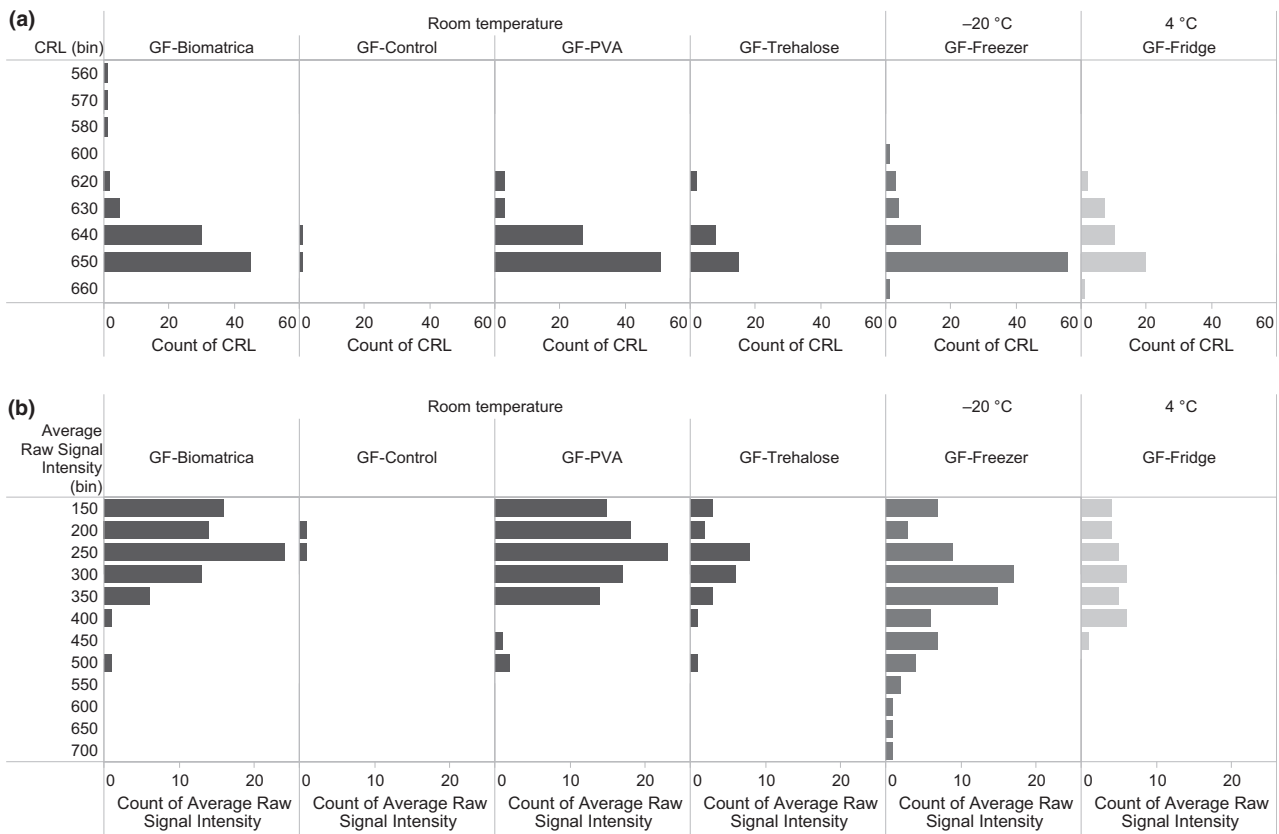 (a)
Room temperature –20 °C 4 °C
CRL (bin) GF-Biomatrica GF-Control GF-PVA GF-Trehalose GF-Freezer GF-Fridge
560
570
580
600
620
630
640
650
660
0 20 40 60 0 20 40 60 0 20 40 60 0 20 40 60 0 20 40 60 0 20 40 60
Count of CRL Count of CRL Count of CRL Count of CRL Count of CRL Count of CRL
(b)
Room temperature –20 °C 4 °C
Average
Raw Signal
Intensity
(bin)
GF-Biomatrica GF-Control GF-PVA GF-Trehalose GF-Freezer GF-Fridge
150
200
250
300
350
400
450
500
550
600
650
700
0 10 20 0 10 20 0 10 20 0 10 20 0 10 20 0 10 20
Count of Average Raw Count of Average Raw Count of Average Raw Count of Average Raw Count of Average Raw Count of Average Raw
Signal Intensity Signal Intensity Signal Intensity Signal Intensity Signal Intensity Signal Intensity